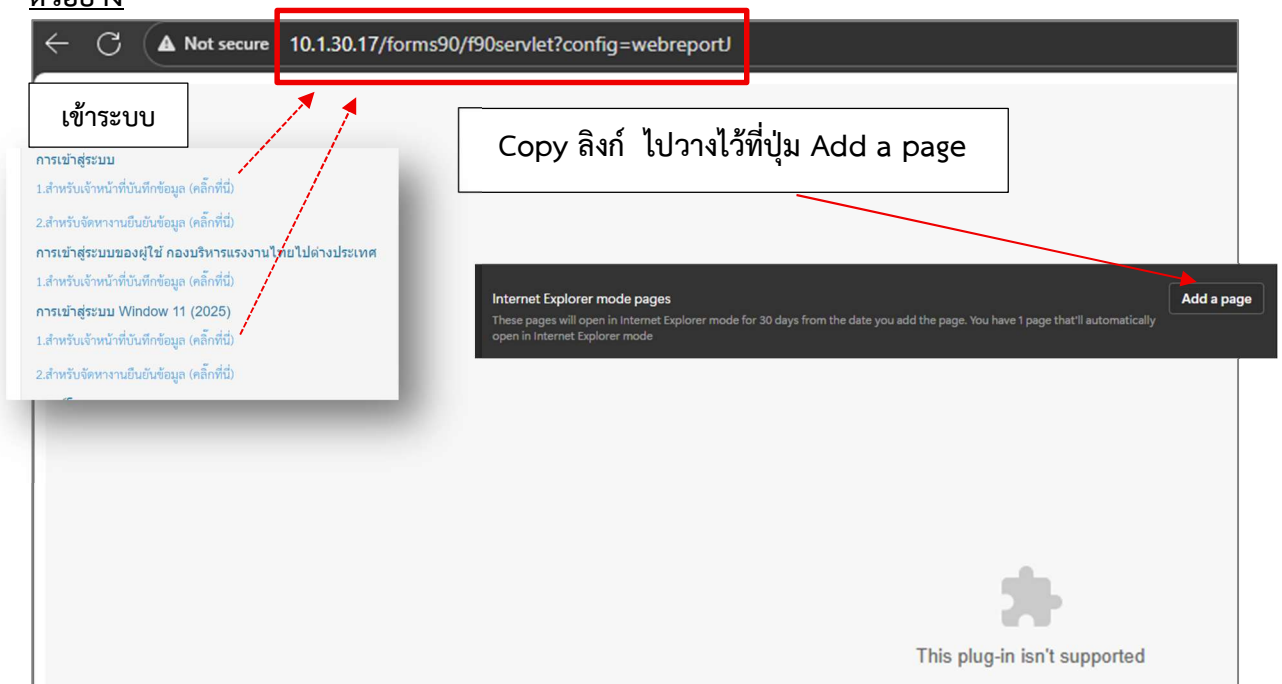 ตัวอย่าง
Not secure 10.1.30.17/forms90/f90servlet?config=webreportJ
เข้าระบบ
Copy ลิงก์ ไปวางไว้ที่ปุ่ม Add a page
การเข้าสู่ระบบ
1.สำหรับเจ้าหน้าที่บันทึกข้อมูล (คลิ๊กที่นี่)
2.สำหรับจัดหางานยืนยันข้อมูล (คลิ๊กที่นี่)
การเข้าสู่ระบบของผู้ใช้ กองบริหารแรงงานไทยไปต่างประเทศ
1.สำหรับเจ้าหน้าที่บันทึกข้อมูล (คลิ๊กที่นี่)
การเข้าสู่ระบบ Window 11 (2025)
1.สำหรับเจ้าหน้าที่บันทึกข้อมูล (คลิ๊กที่นี่)
2.สำหรับจัดหางานยืนยันข้อมูล (คลิ๊กที่นี่)
Internet Explorer mode pages
These pages will open in Internet Explorer mode for 30 days from the date you add the page. You have 1 page that'll automatically
open in Internet Explorer mode
Add a page
This plug-in isn't supported